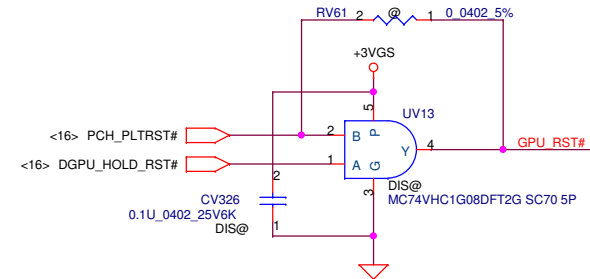 RV61 2 @ 1 0_0402_5%
+3VGS
5 UV13
<16> PCH_PLTRST# 2 B P Y 4 GPU_RST#
<16> DGPU_HOLD_RST# 1 A G
2 3 DIS@
CV326 MC74VHC1G08DFT2G SC70 5P
0.1U_0402_25V6K
DIS@ 1